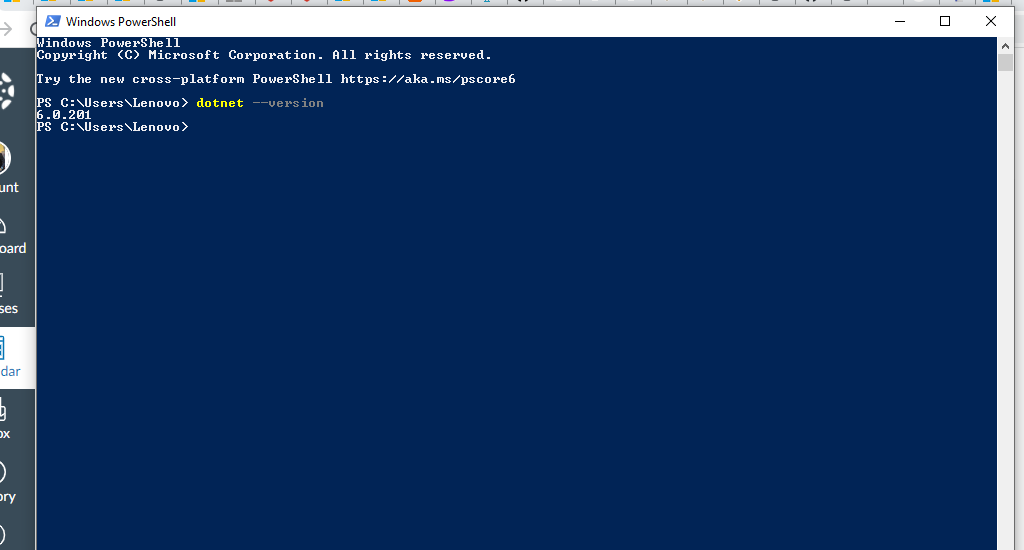 Windows PowerShell
Windows PowerShell
Copyright (C) Microsoft Corporation. All rights reserved.
Try the new cross-platform PowerShell https://aka.ms/pscore6
PS C:\Users\Lenovo> dotnet --version
6.0.201
PS C:\Users\Lenovo>
unt
oard
ses
dar
ox
ory